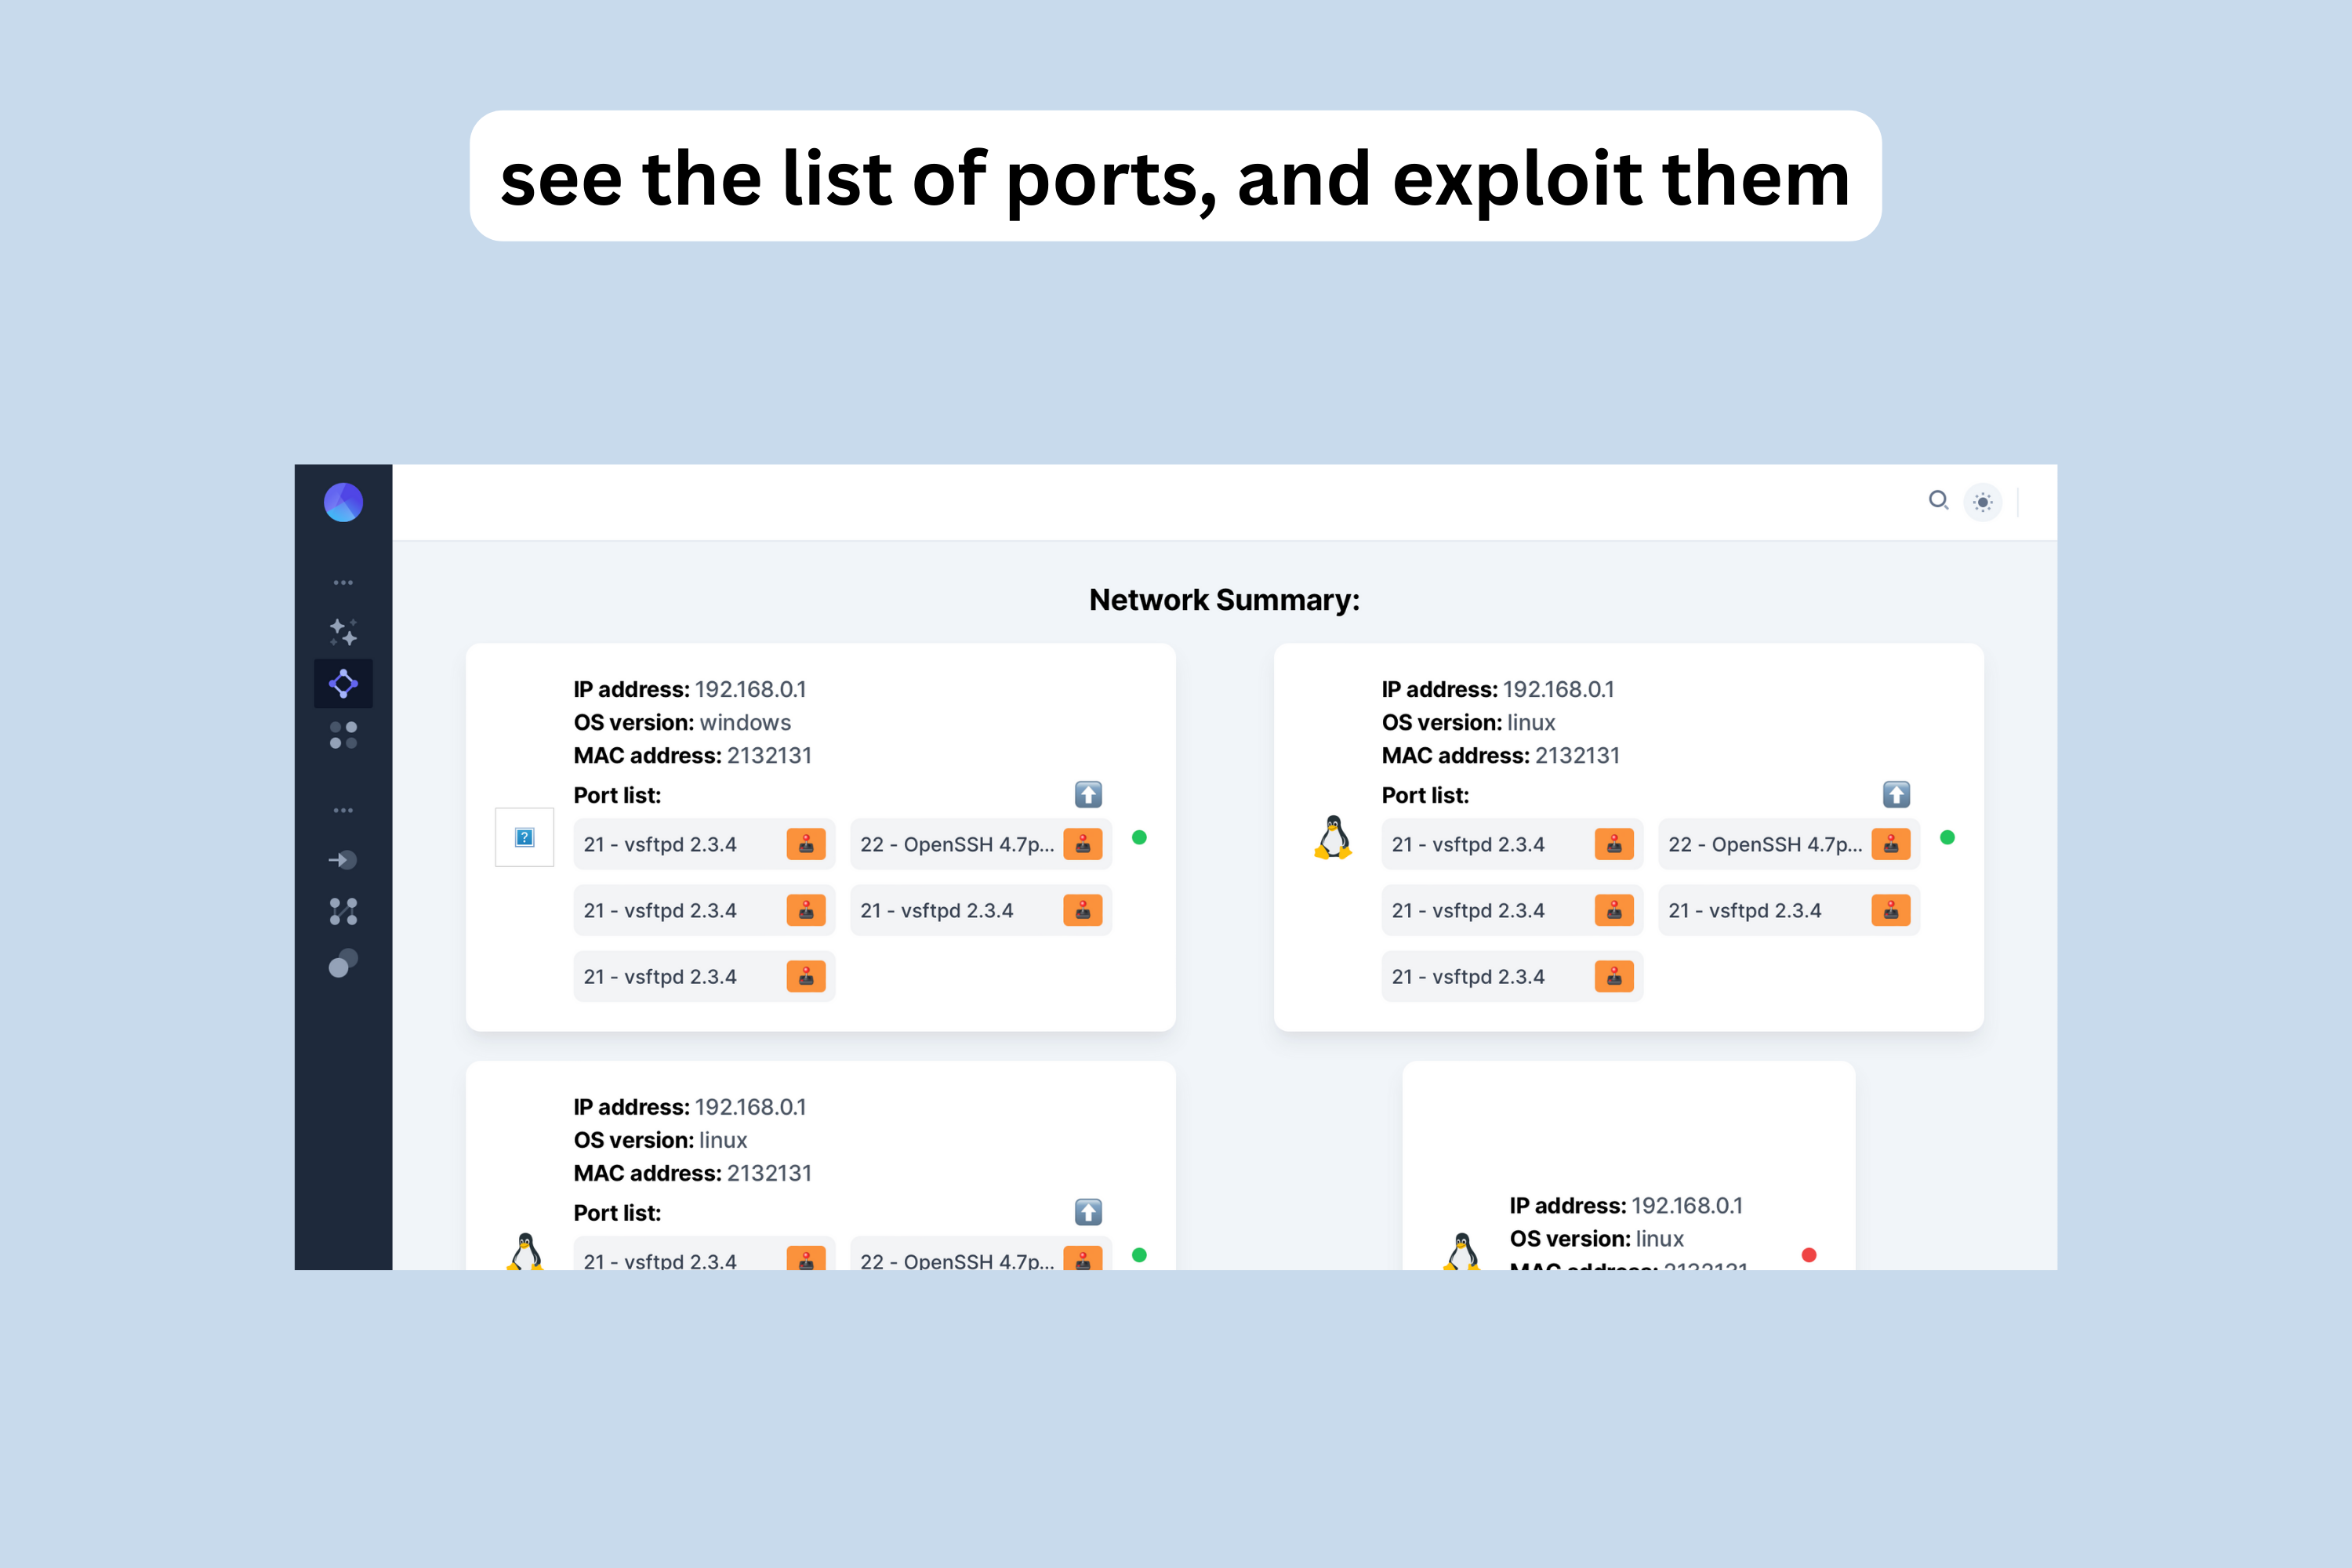 see the list of ports, and exploit them
Network Summary:
IP address: 192.168.0.1
OS version: windows
MAC address: 2132131
Port list:
21 - vsftpd 2.3.4
22 - OpenSSH 4.7p...
21 - vsftpd 2.3.4
21 - vsftpd 2.3.4
21 - vsftpd 2.3.4
IP address: 192.168.0.1
OS version: linux
MAC address: 2132131
Port list:
21 - vsftpd 2.3.4
22 - OpenSSH 4.7p...
21 - vsftpd 2.3.4
21 - vsftpd 2.3.4
21 - vsftpd 2.3.4
IP address: 192.168.0.1
OS version: linux
MAC address: 2132131
Port list:
21 - vsftpd 2.3.4
22 - OpenSSH 4.7p...
IP address: 192.168.0.1
OS version: linux
MAC address: 2132131